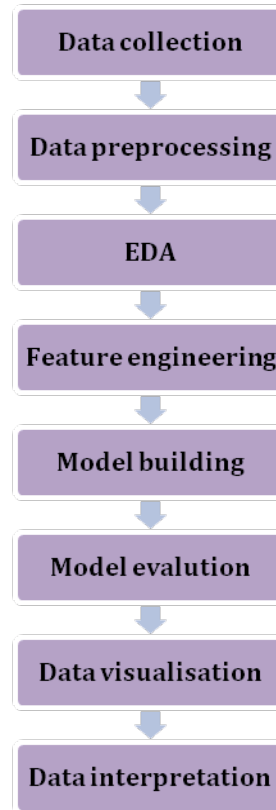 Data collection
Data preprocessing
EDA
Feature engineering
Model building
Model evalution
Data visualisation
Data interpretation